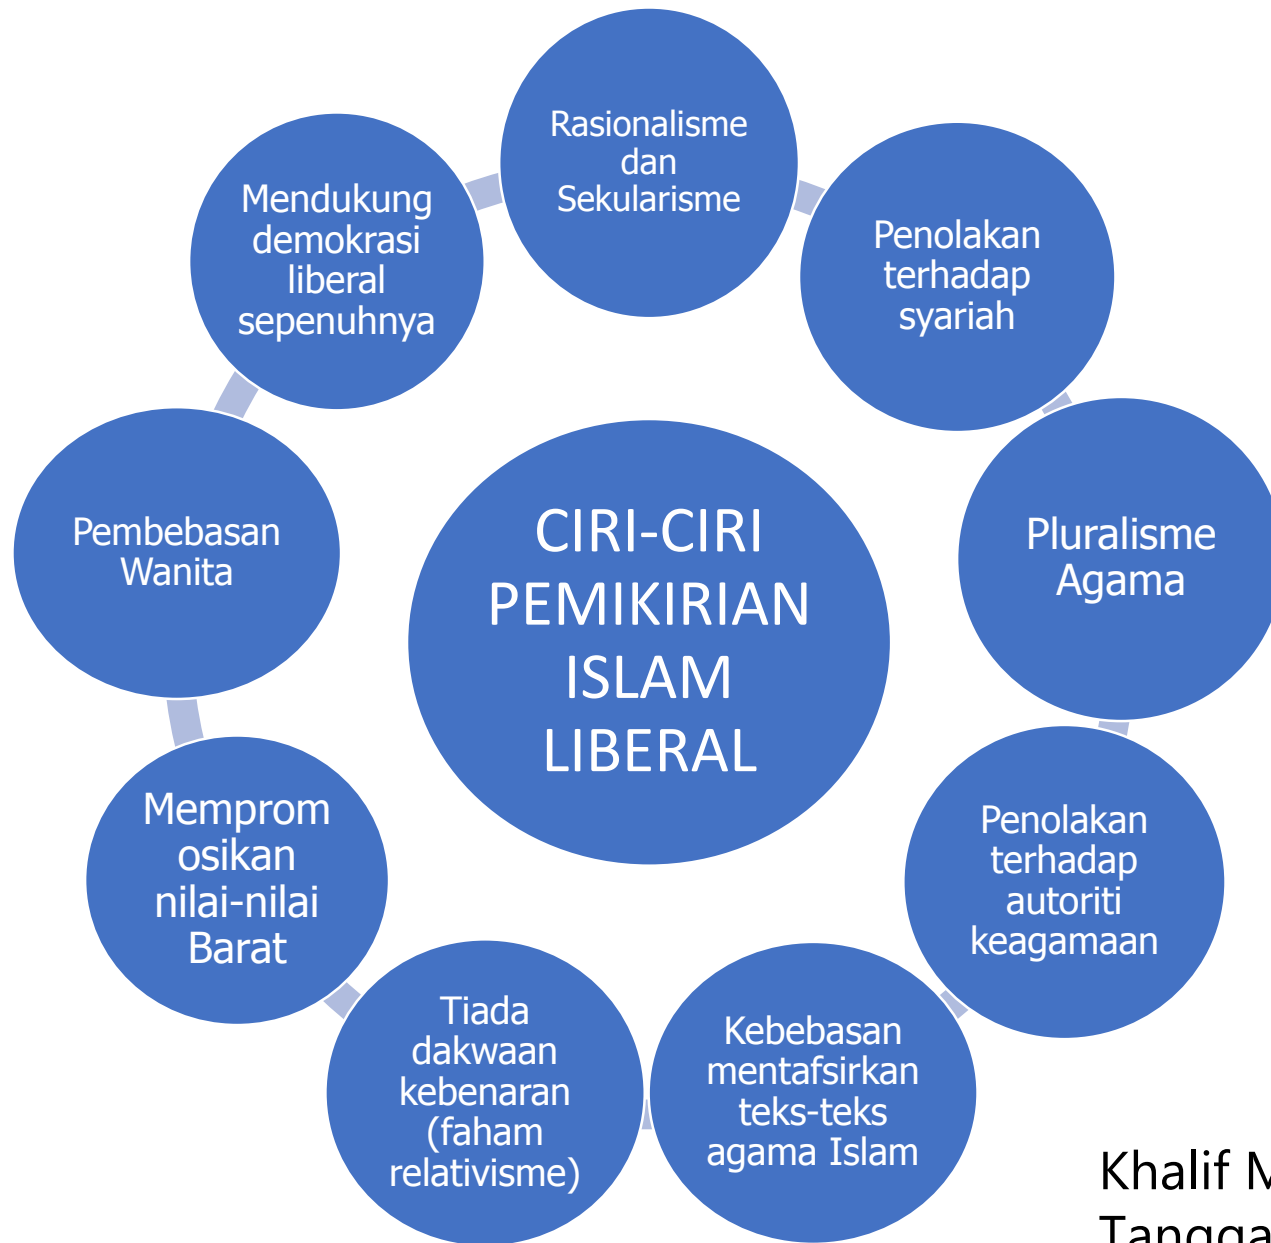 Rasionalisme
dan
Sekularisme
Penolakan
terhadap
syariah
Pluralisme
Agama
Penolakan
terhadap
autoriti
keagamaan
Kebebasan
mentafsirkan
teks-teks
agama Islam
Tiada
dakwaan
kebenaran
(faham
relativisme)
Memprom
osikan
nilai-nilai
Barat
Pembebasan
Wanita
Mendukung
demokrasi
liberal
sepenuhnya
CIRI-CIRI
PEMIKIRIAN
ISLAM
LIBERAL
Khalif